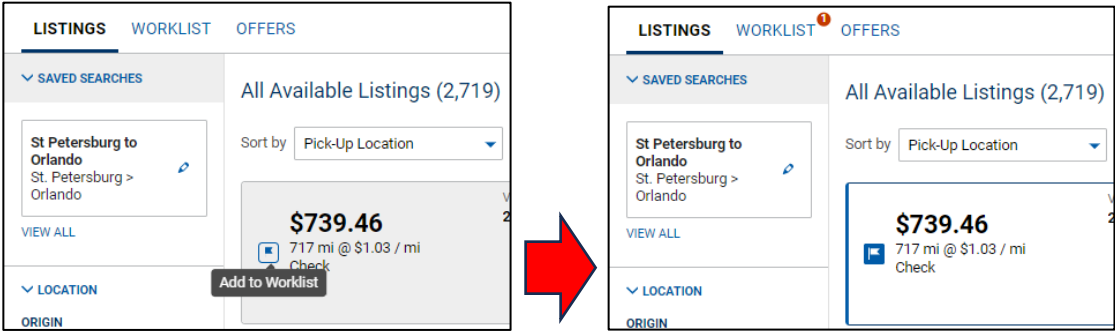 LISTINGS WORKLIST OFFERS
SAVED SEARCHES
All Available Listings (2,719)
St Petersburg to
Orlando
St. Petersburg >
Orlando
Sort by Pick-Up Location
VIEW ALL
$739.46
717 mi @ $1.03 / mi
Check
V
2
Add to Worklist
LOCATION
ORIGIN
LISTINGS WORKLIST 1 OFFERS
SAVED SEARCHES
All Available Listings (2,719)
St Petersburg to
Orlando
St. Petersburg >
Orlando
Sort by Pick-Up Location
VIEW ALL
$739.46
717 mi @ $1.03 / mi
Check
V
2
LOCATION
ORIGIN